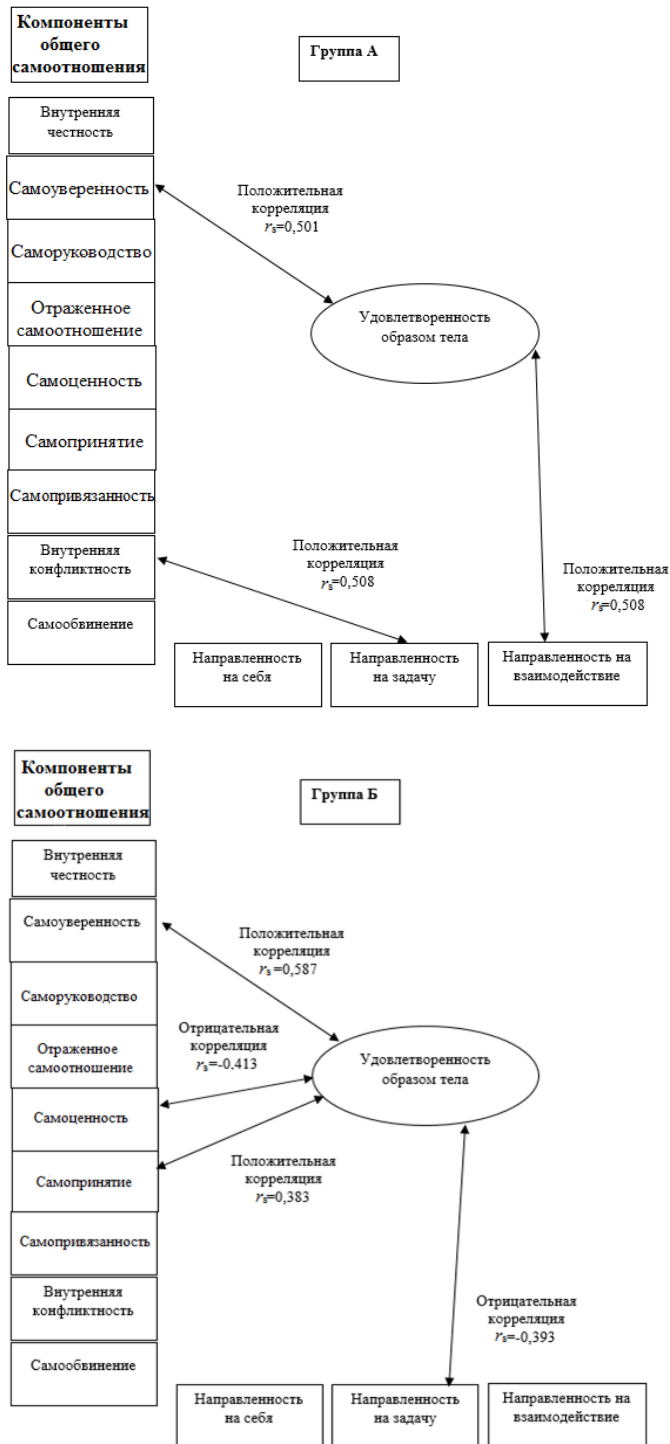 Компоненты
общего
самоотношения
Группа А
Внутренняя
честность
Самоуверенность
Положительная
корреляция
rs=0,501
Саморуководство
Отраженное
самоотношение
Удовлетворенность
образом тела
Самоценность
Самопринятие
Самопривязанность
Внутренняя
конфликтность
Положительная
корреляция
rs=0,508
Положительная
корреляция
rs=0,508
Самообвинение
Направленность
на себя
Направленность
на задачу
Направленность на
взаимодействие
Компоненты
общего
самоотношения
Группа Б
Внутренняя
честность
Самоуверенность
Положительная
корреляция
rs=0,587
Саморуководство
Отраженное
самоотношение
Отрицательная
корреляция
rs=-0.413
Удовлетворенность
образом тела
Самоценность
Самопринятие
Положительная
корреляция
rs=0,383
Самопривязанность
Внутренняя
конфликтность
Отрицательная
корреляция
rs=-0,393
Самообвинение
Направленность
на себя
Направленность
на задачу
Направленность на
взаимодействие